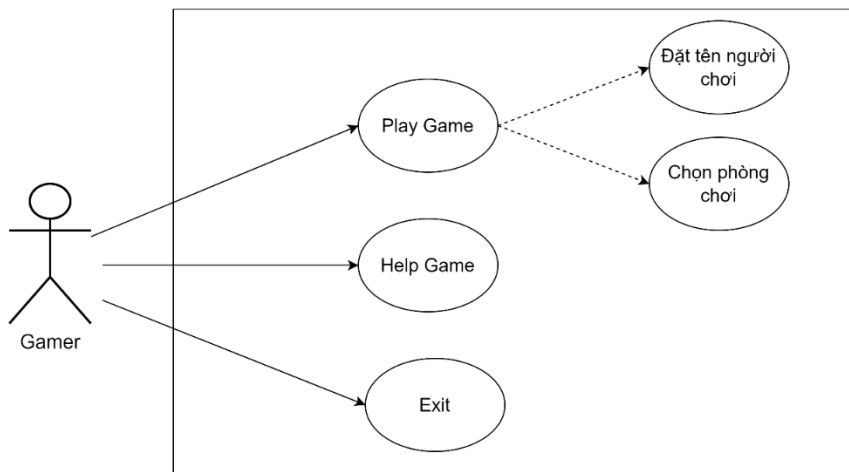 Đặt tên người
chơi
Play Game
Chọn phòng
chơi
Help Game
Gamer
Exit